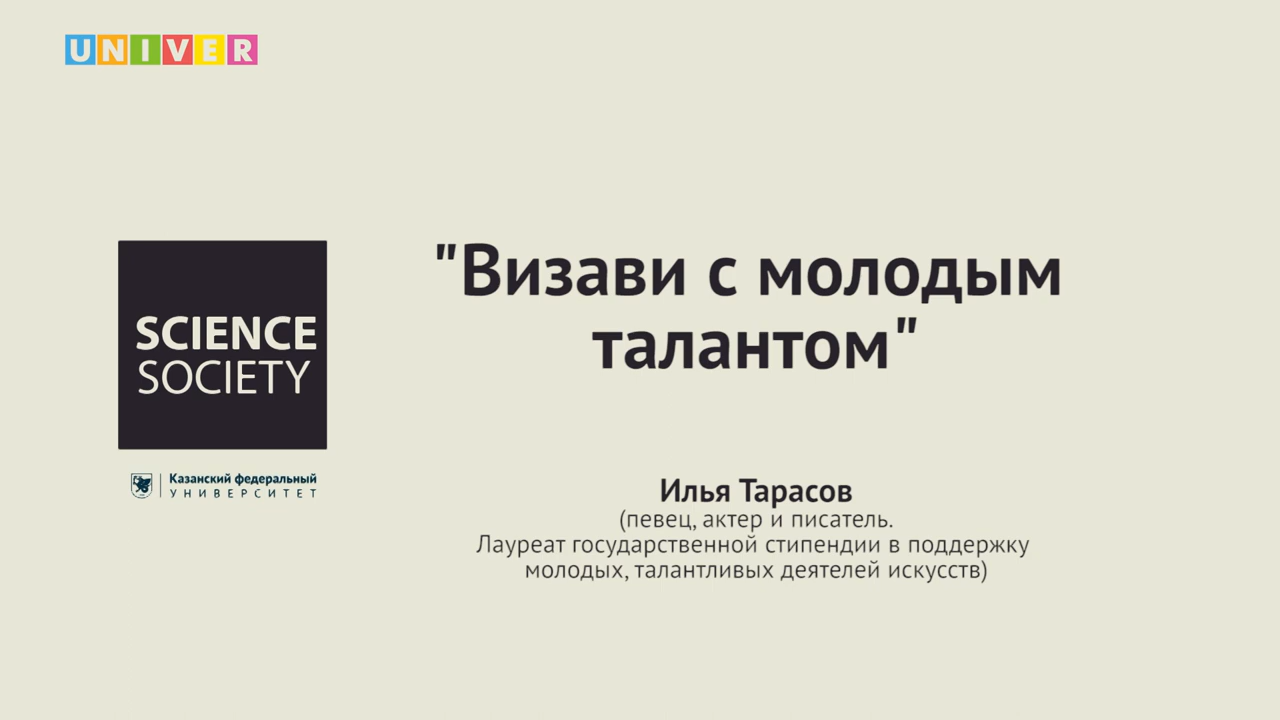 UNIVER
"Визави с молодым
талантом"
SCIENCE
SOCIETY
Казанский федеральный
УНИВЕРСИТЕТ
Илья Тарасов
(певец, актер и писатель.
Лауреат государственной стипендии в поддержку
молодых, талантливых деятелей искусств)